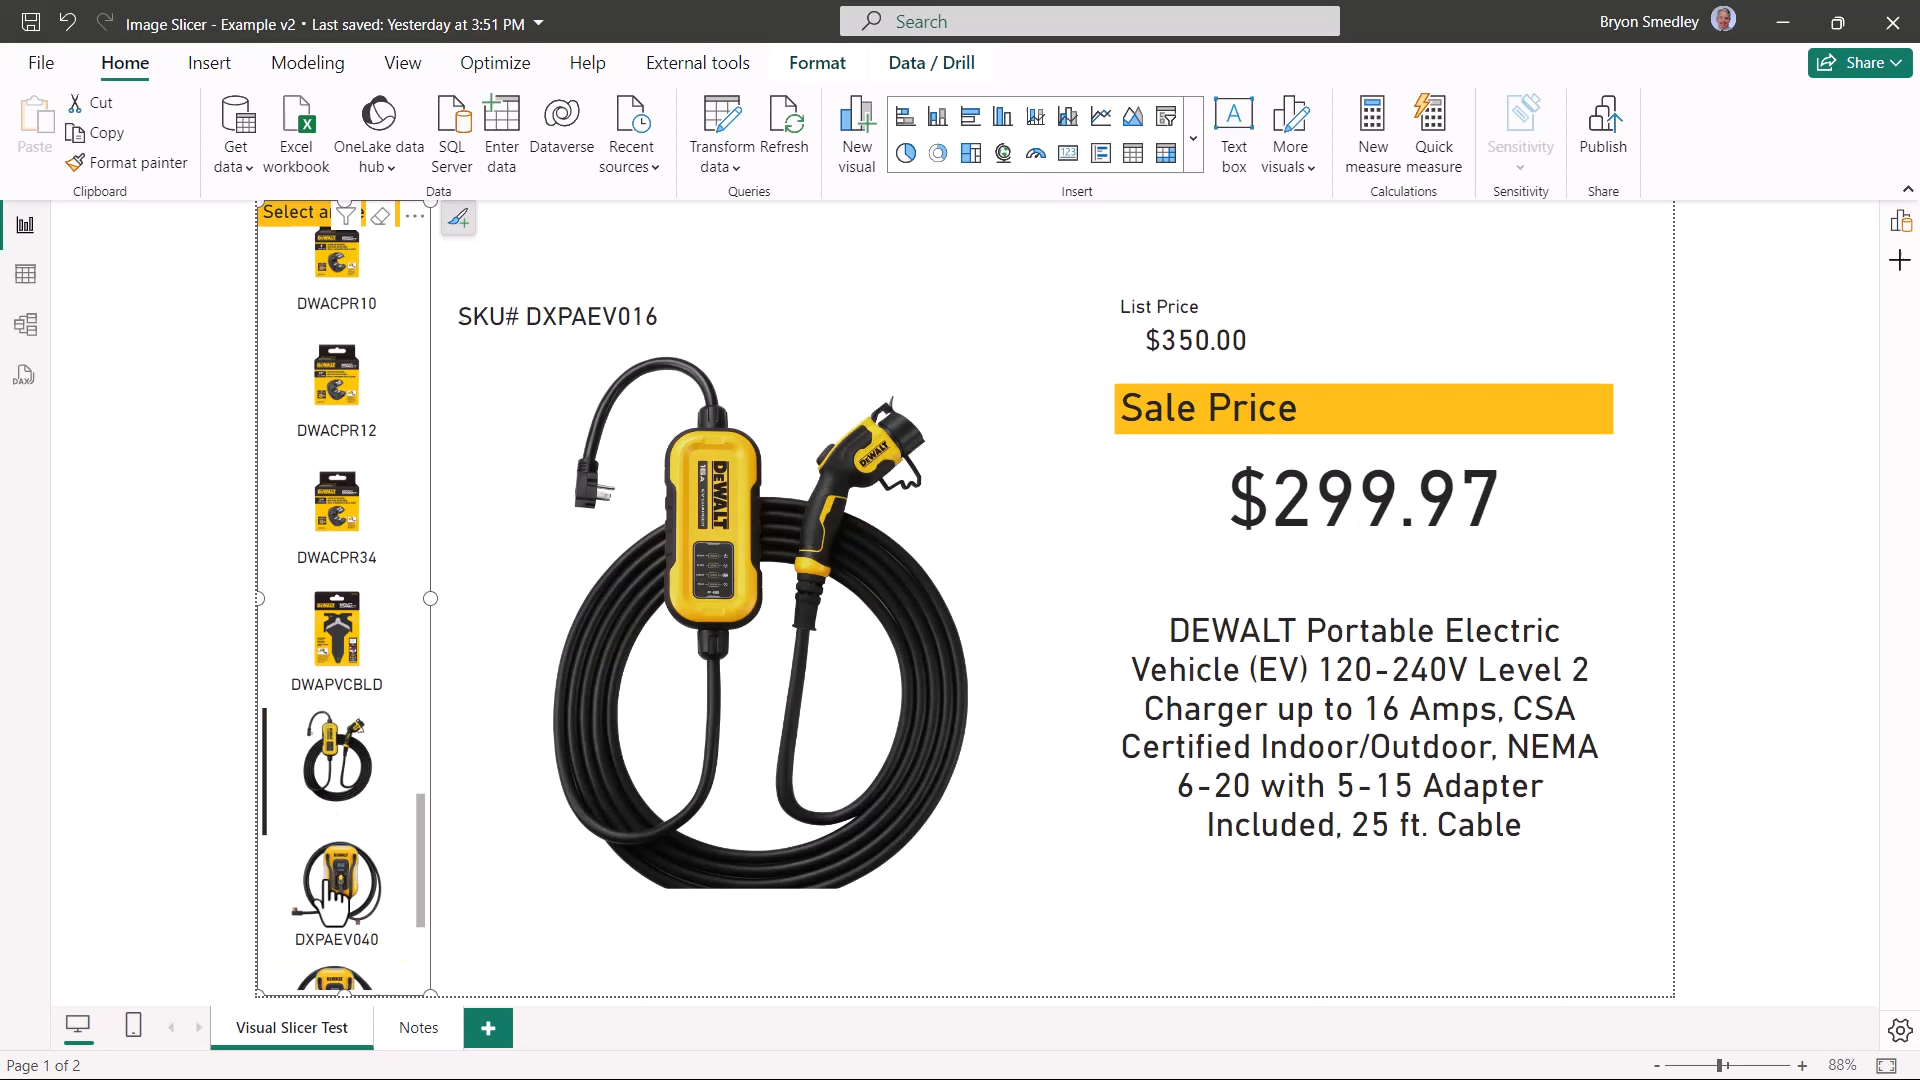 Image Slicer - Example v2 • Last saved: Yesterday at 3:51 PM
Search
Bryon Smedley
File
Home
Insert
Modeling
View
Optimize
Help
External tools
Format
Data / Drill
Share
Paste
Cut
Copy
Format painter
Clipboard
Get data
Excel workbook
OneLake data hub
SQL Server
Enter data
Dataverse
Recent sources
Data
Transform data
Refresh
Queries
New visual
Text box
More visuals
Insert
New measure
Quick measure
Calculations
Sensitivity
Sensitivity
Publish
Share
DAX
Select a
DWACPR10
DWACPR12
DWACPR34
DWAPVCBLD
DXPAEV040
SKU# DXPAEV016
DEWALT
DEWALT
16A
List Price
$350.00
Sale Price
$299.97
DEWALT Portable Electric
Vehicle (EV) 120-240V Level 2
Charger up to 16 Amps, CSA
Certified Indoor/Outdoor, NEMA
6-20 with 5-15 Adapter
Included, 25 ft. Cable
Visual Slicer Test
Notes
Page 1 of 2
88%